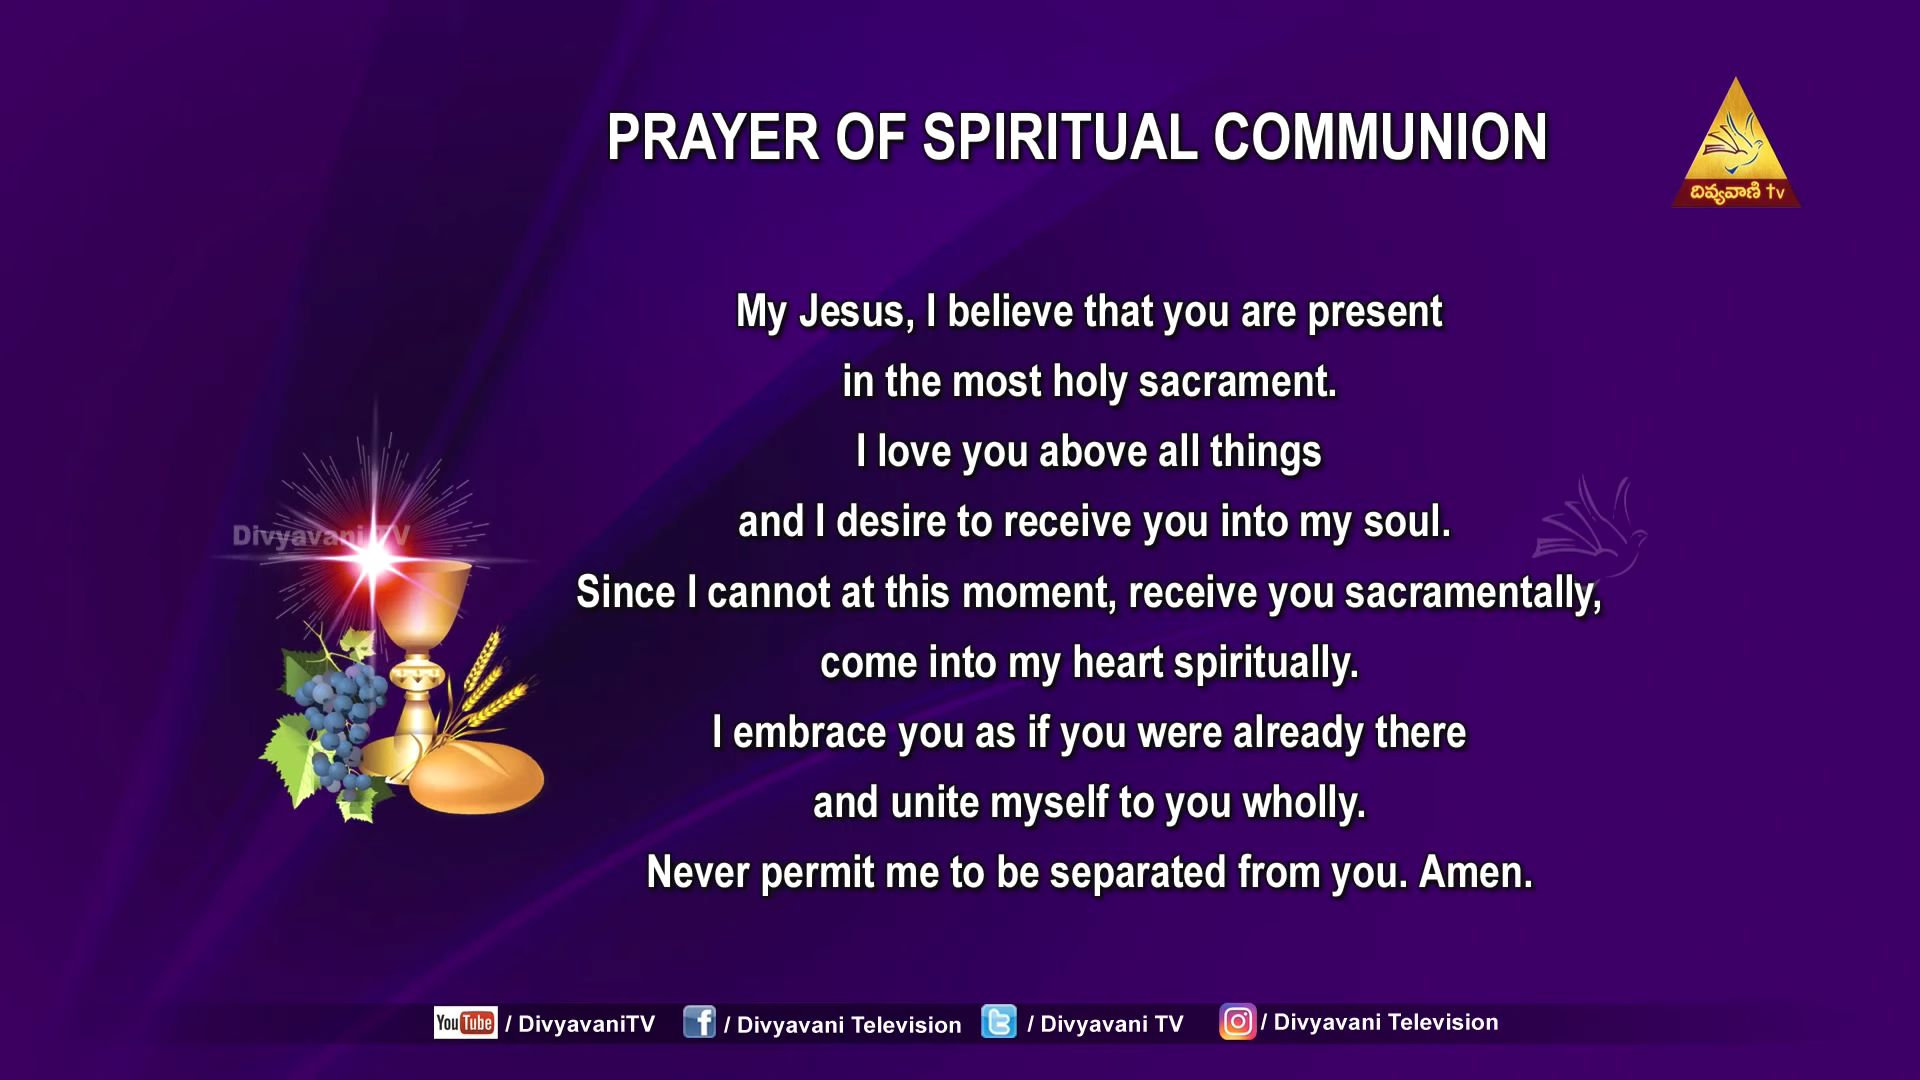 PRAYER OF SPIRITUAL COMMUNION
దివ్యవాణి tv
My Jesus, I believe that you are present
in the most holy sacrament.
I love you above all things
and I desire to receive you into my soul.
Divyavani TV
Since I cannot at this moment, receive you sacramentally,
come into my heart spiritually.
I embrace you as if you were already there
and unite myself to you wholly.
Never permit me to be separated from you. Amen.
YouTube / DivyavaniTV f / Divyavani Television / Divyavani TV / Divyavani Television